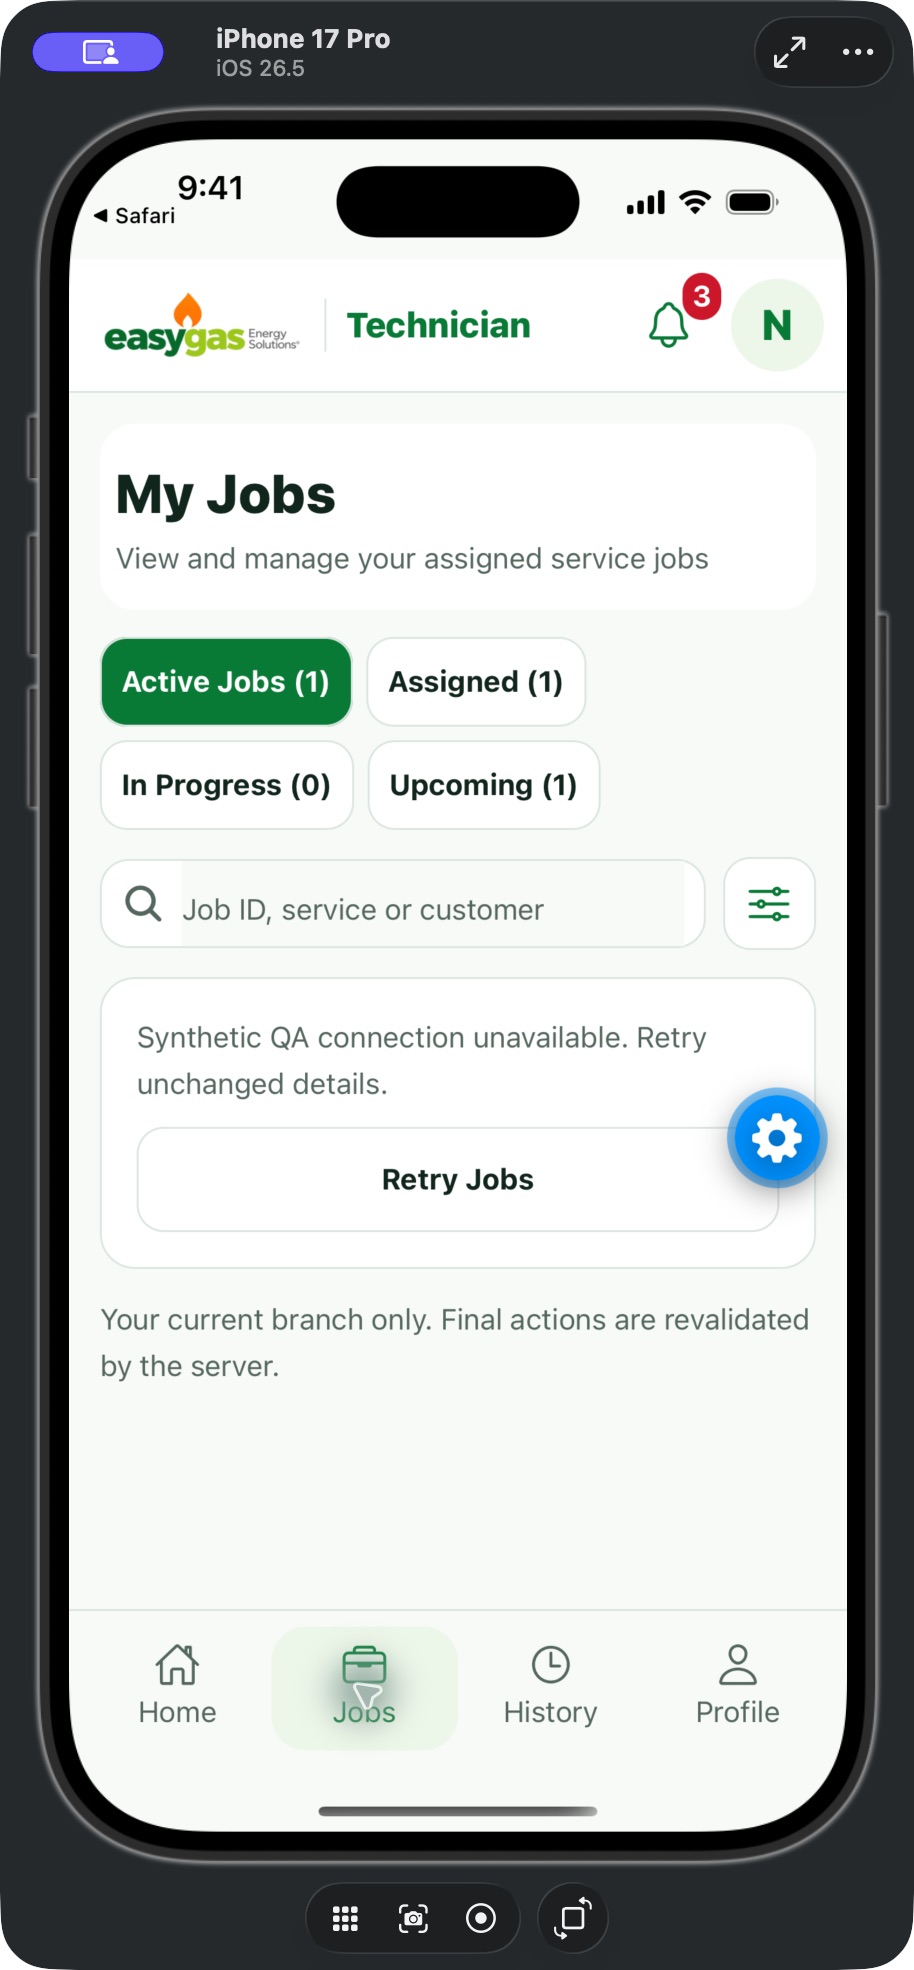 iPhone 17 Pro
iOS 26.5
9:41
Safari
easygas Energy Solutions
Technician
3
N
My Jobs
View and manage your assigned service jobs
Active Jobs (1)
Assigned (1)
In Progress (0)
Upcoming (1)
Job ID, service or customer
Synthetic QA connection unavailable. Retry
unchanged details.
Retry Jobs
Your current branch only. Final actions are revalidated
by the server.
Home
Jobs
History
Profile